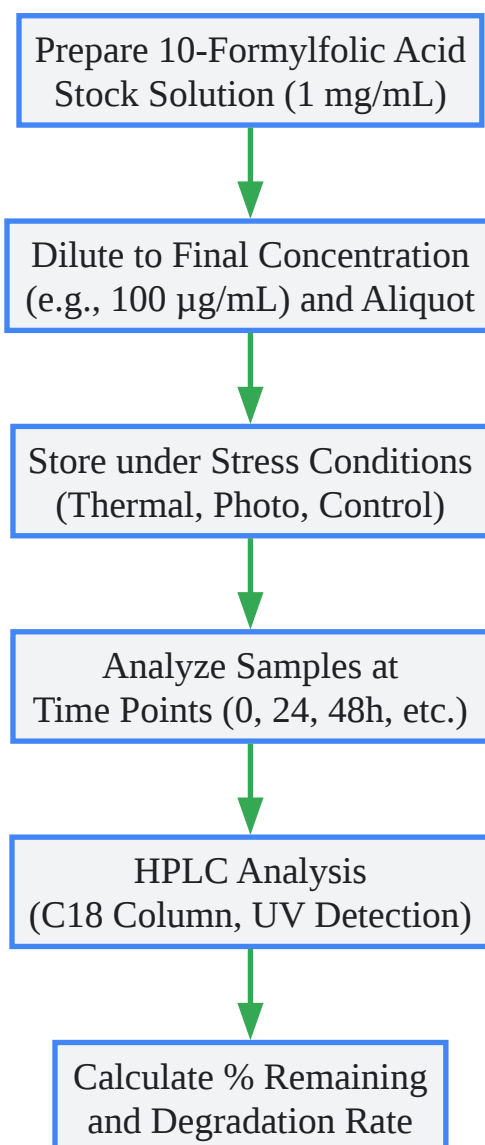 Prepare 10-Formylfolic Acid
Stock Solution (1 mg/mL)
Dilute to Final Concentration
(e.g., 100 µg/mL) and Aliquot
Store under Stress Conditions
(Thermal, Photo, Control)
Analyze Samples at
Time Points (0, 24, 48h, etc.)
HPLC Analysis
(C18 Column, UV Detection)
Calculate % Remaining
and Degradation Rate